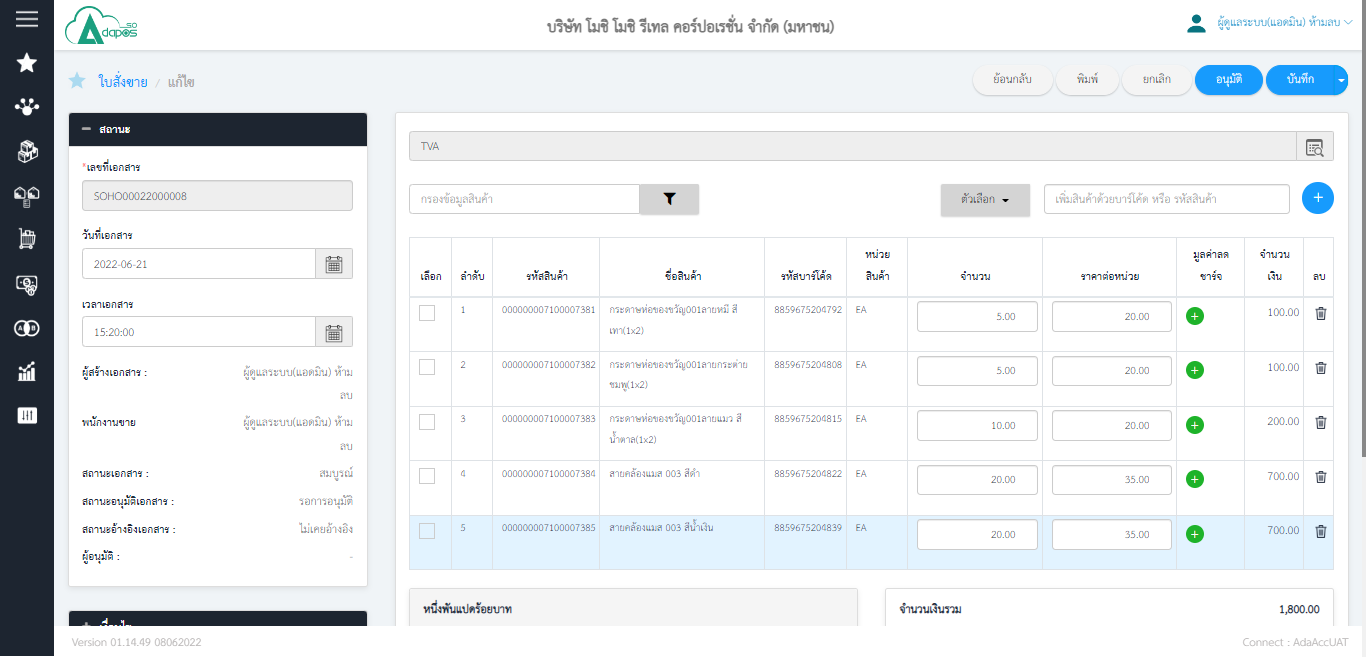 SO
Adapos
บริษัท โมชิ โมชิ รีเทล คอร์ปอเรชั่น จำกัด (มหาชน)
ผู้ดูแลระบบ(แอดมิน) ห้ามลบ
ใบสั่งขาย / แก้ไข
ย้อนกลับ
พิมพ์
ยกเลิก
อนุมัติ
บันทึก
สถานะ
*เลขที่เอกสาร
SOHO00022000008
วันที่เอกสาร
2022-06-21
เวลาเอกสาร
15:20:00
ผู้สร้างเอกสาร : ผู้ดูแลระบบ(แอดมิน) ห้าม
ลบ
พนักงานขาย ผู้ดูแลระบบ(แอดมิน) ห้าม
ลบ
สถานะเอกสาร : สมบูรณ์
สถานะอนุมัติเอกสาร : รอการอนุมัติ
สถานะอ้างอิงเอกสาร : ไม่เคยอ้างอิง
ผู้อนุมัติ : -
TVA
กรองข้อมูลสินค้า
ตัวเลือก
เพิ่มสินค้าด้วยบาร์โค้ด หรือ รหัสสินค้า
+
เลือก ลำดับ รหัสสินค้า ชื่อสินค้า รหัสบาร์โค้ด หน่วย
สินค้า จำนวน ราคาต่อหน่วย มูลค่าลด
ชาร์จ จำนวน
เงิน ลบ
1 000000007100007381 กระดาษห่อของขวัญ001ลายหมี สี
เทา(1x2) 8859675204792 EA 5.00 20.00 100.00
2 000000007100007382 กระดาษห่อของขวัญ001ลายกระต่าย
ชมพู(1x2) 8859675204808 EA 5.00 20.00 100.00
3 000000007100007383 กระดาษห่อของขวัญ001ลายแมว สี
น้ำตาล(1x2) 8859675204815 EA 10.00 20.00 200.00
4 000000007100007384 สายคล้องแมส 003 สีดำ 8859675204822 EA 20.00 35.00 700.00
5 000000007100007385 สายคล้องแมส 003 สีน้ำเงิน 8859675204839 EA 20.00 35.00 700.00
หนึ่งพันแปดร้อยบาท
จำนวนเงินรวม 1,800.00
Version 01.14.49 08062022
Connect : AdaAccUAT